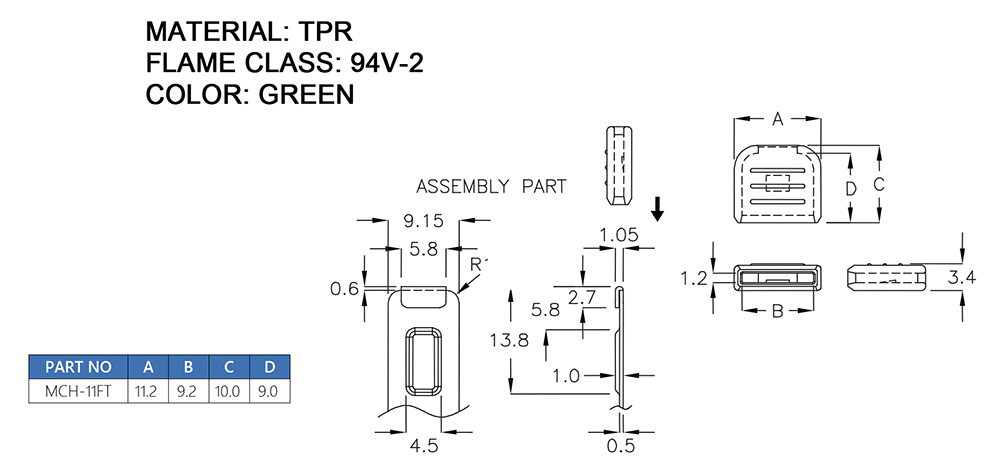 MATERIAL: TPR
FLAME CLASS: 94V-2
COLOR: GREEN
ASSEMBLY PART
9.15
5.8
R1
0.6
4.5
1.05
2.7
5.8
13.8
1.0
0.5
A
D
C
1.2
B
3.4
PART NO A B C D
MCH-11FT 11.2 9.2 10.0 9.0